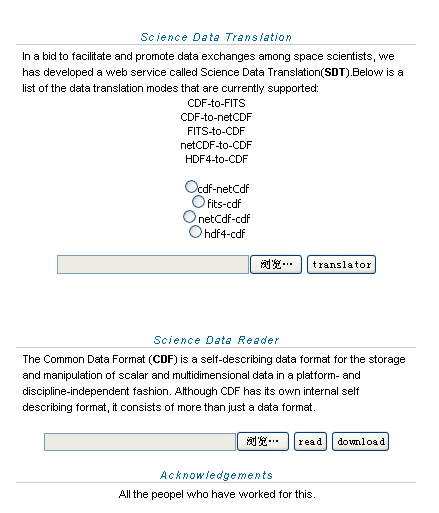 Science Data Translation
In a bid to facilitate and promote data exchanges among space scientists, we
has developed a web service called Science Data Translation(SDT).Below is a
list of the data translation modes that are currently supported:
CDF-to-FITS
CDF-to-netCDF
FITS-to-CDF
netCDF-to-CDF
HDF4-to-CDF
cdf-netCdf
fits-cdf
netCdf-cdf
hdf4-cdf
浏览… translator
Science Data Reader
The Common Data Format (CDF) is a self-describing data format for the storage
and manipulation of scalar and multidimensional data in a platform- and
discipline-independent fashion. Although CDF has its own internal self
describing format, it consists of more than just a data format.
浏览… read download
Acknowledgements
All the peopel who have worked for this.